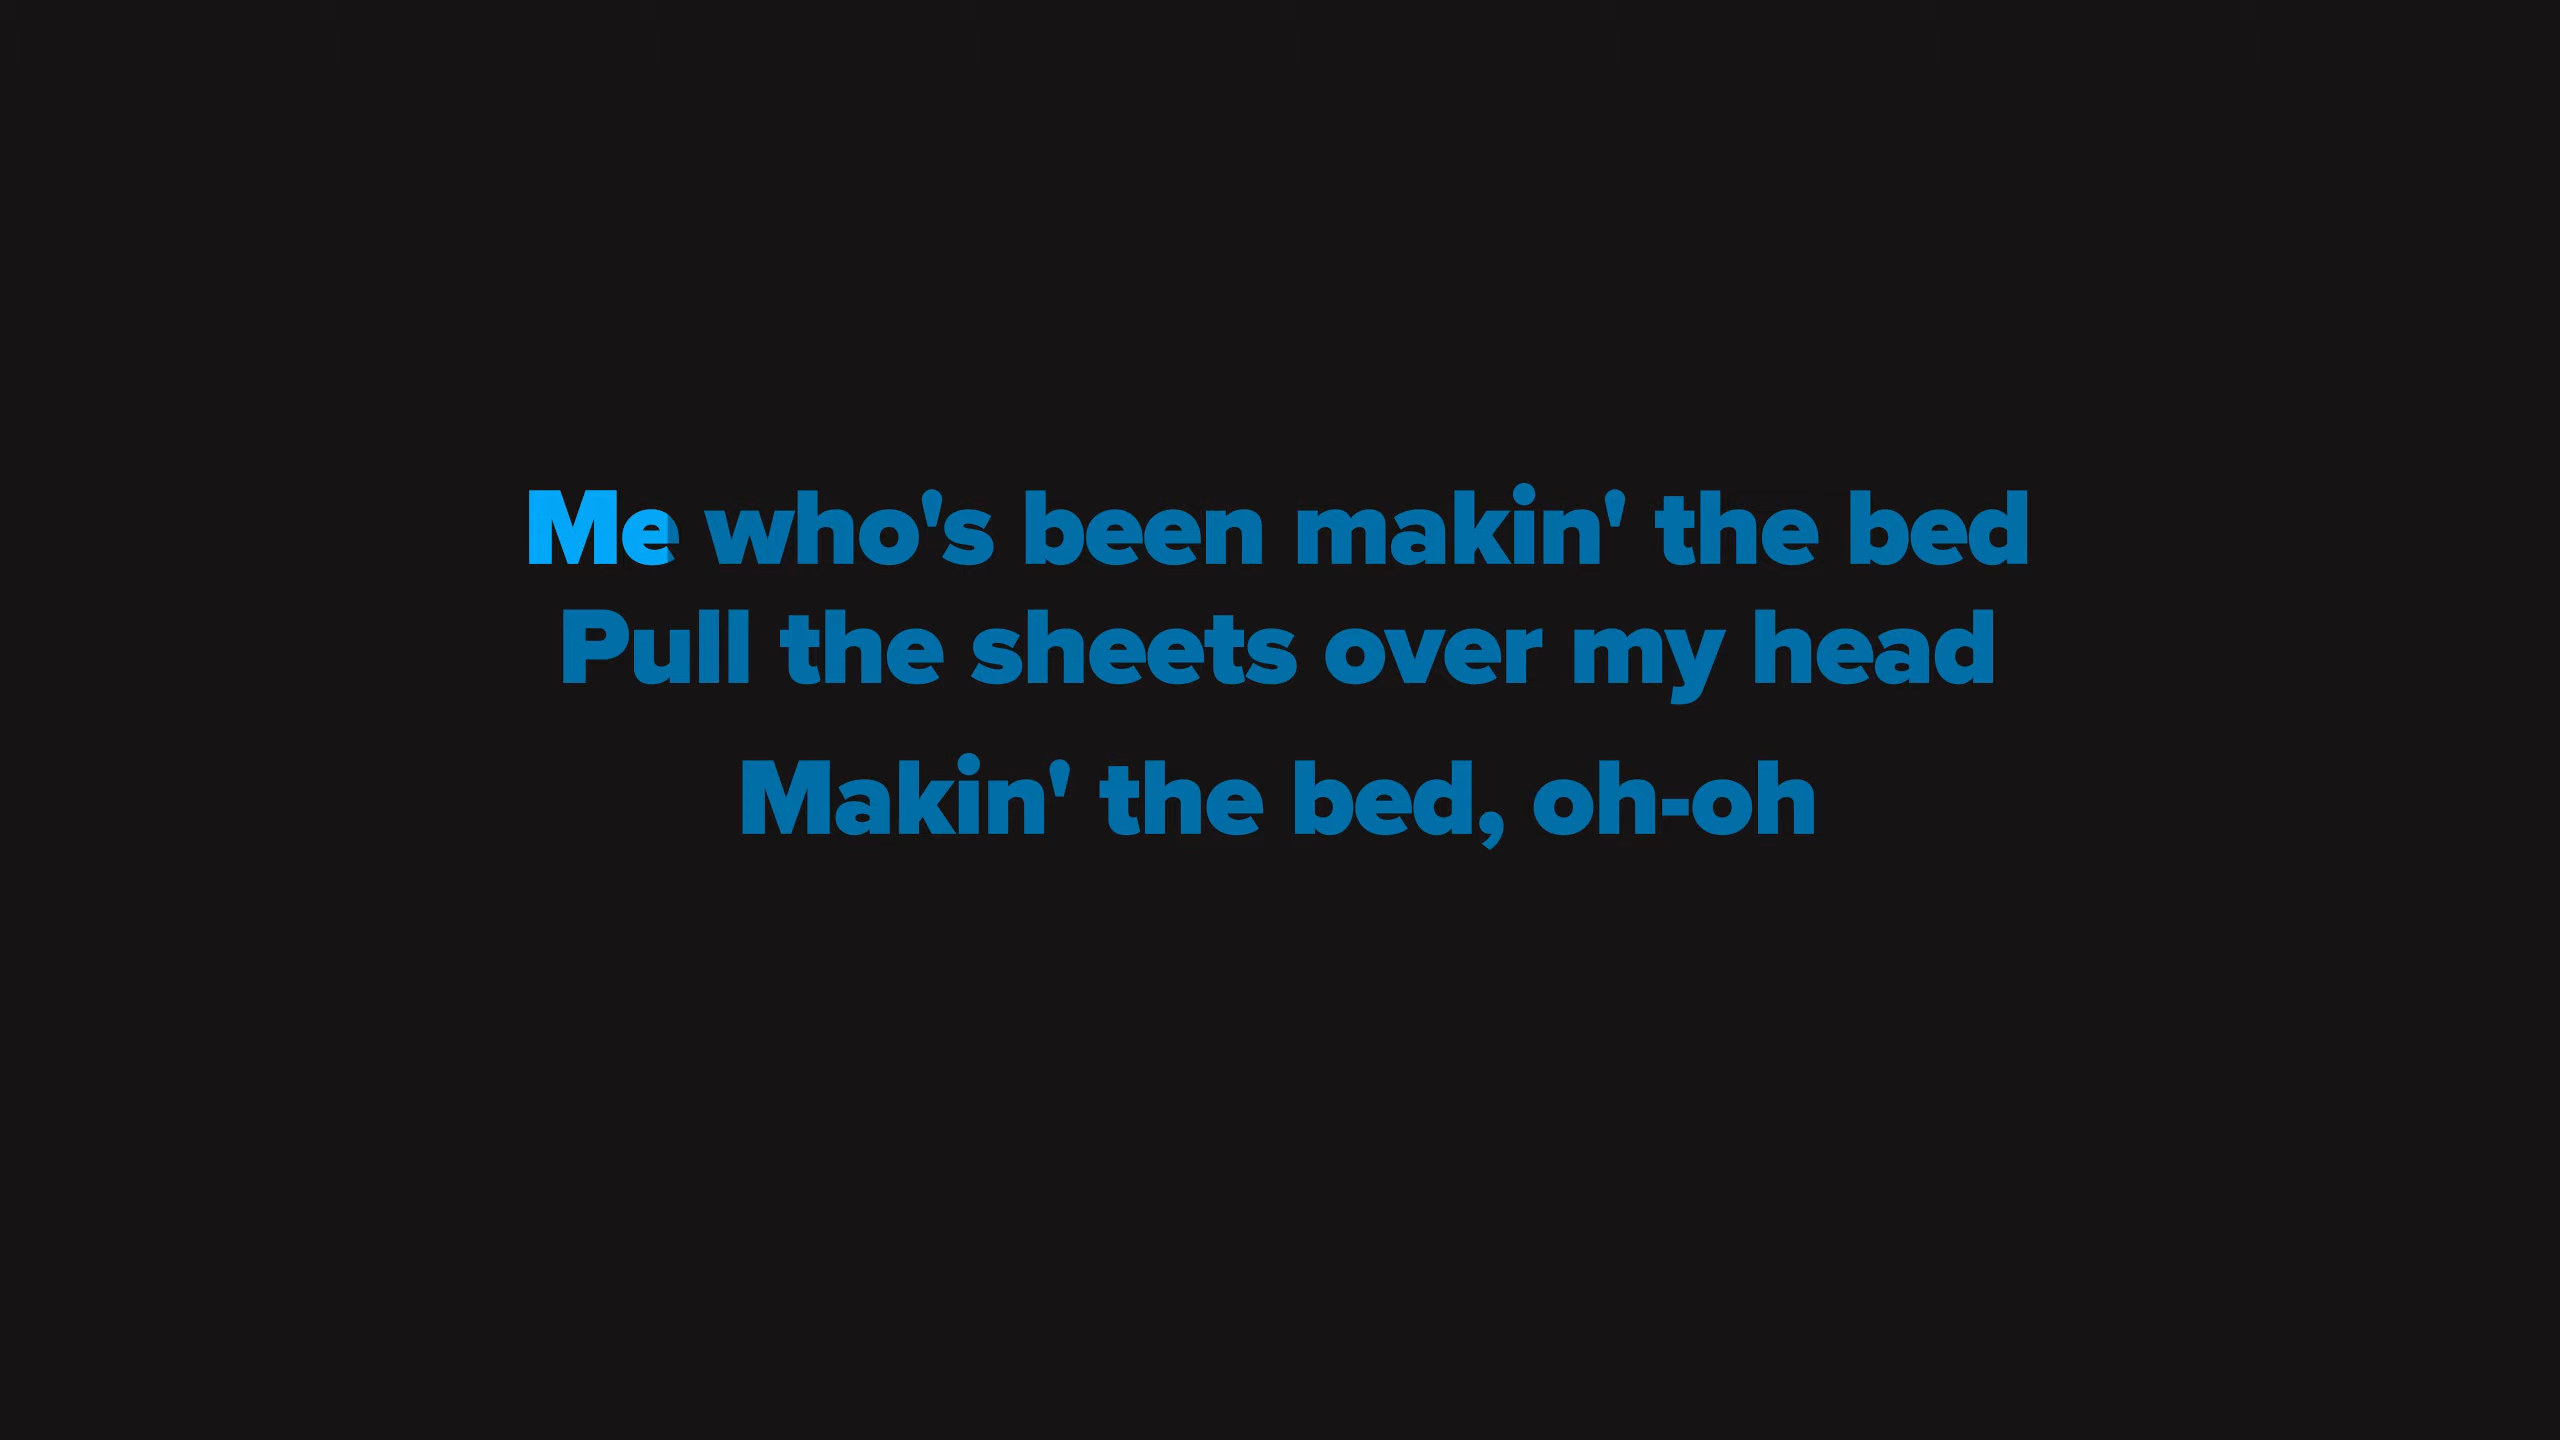 Me who's been makin' the bed
Pull the sheets over my head
Makin' the bed, oh-oh